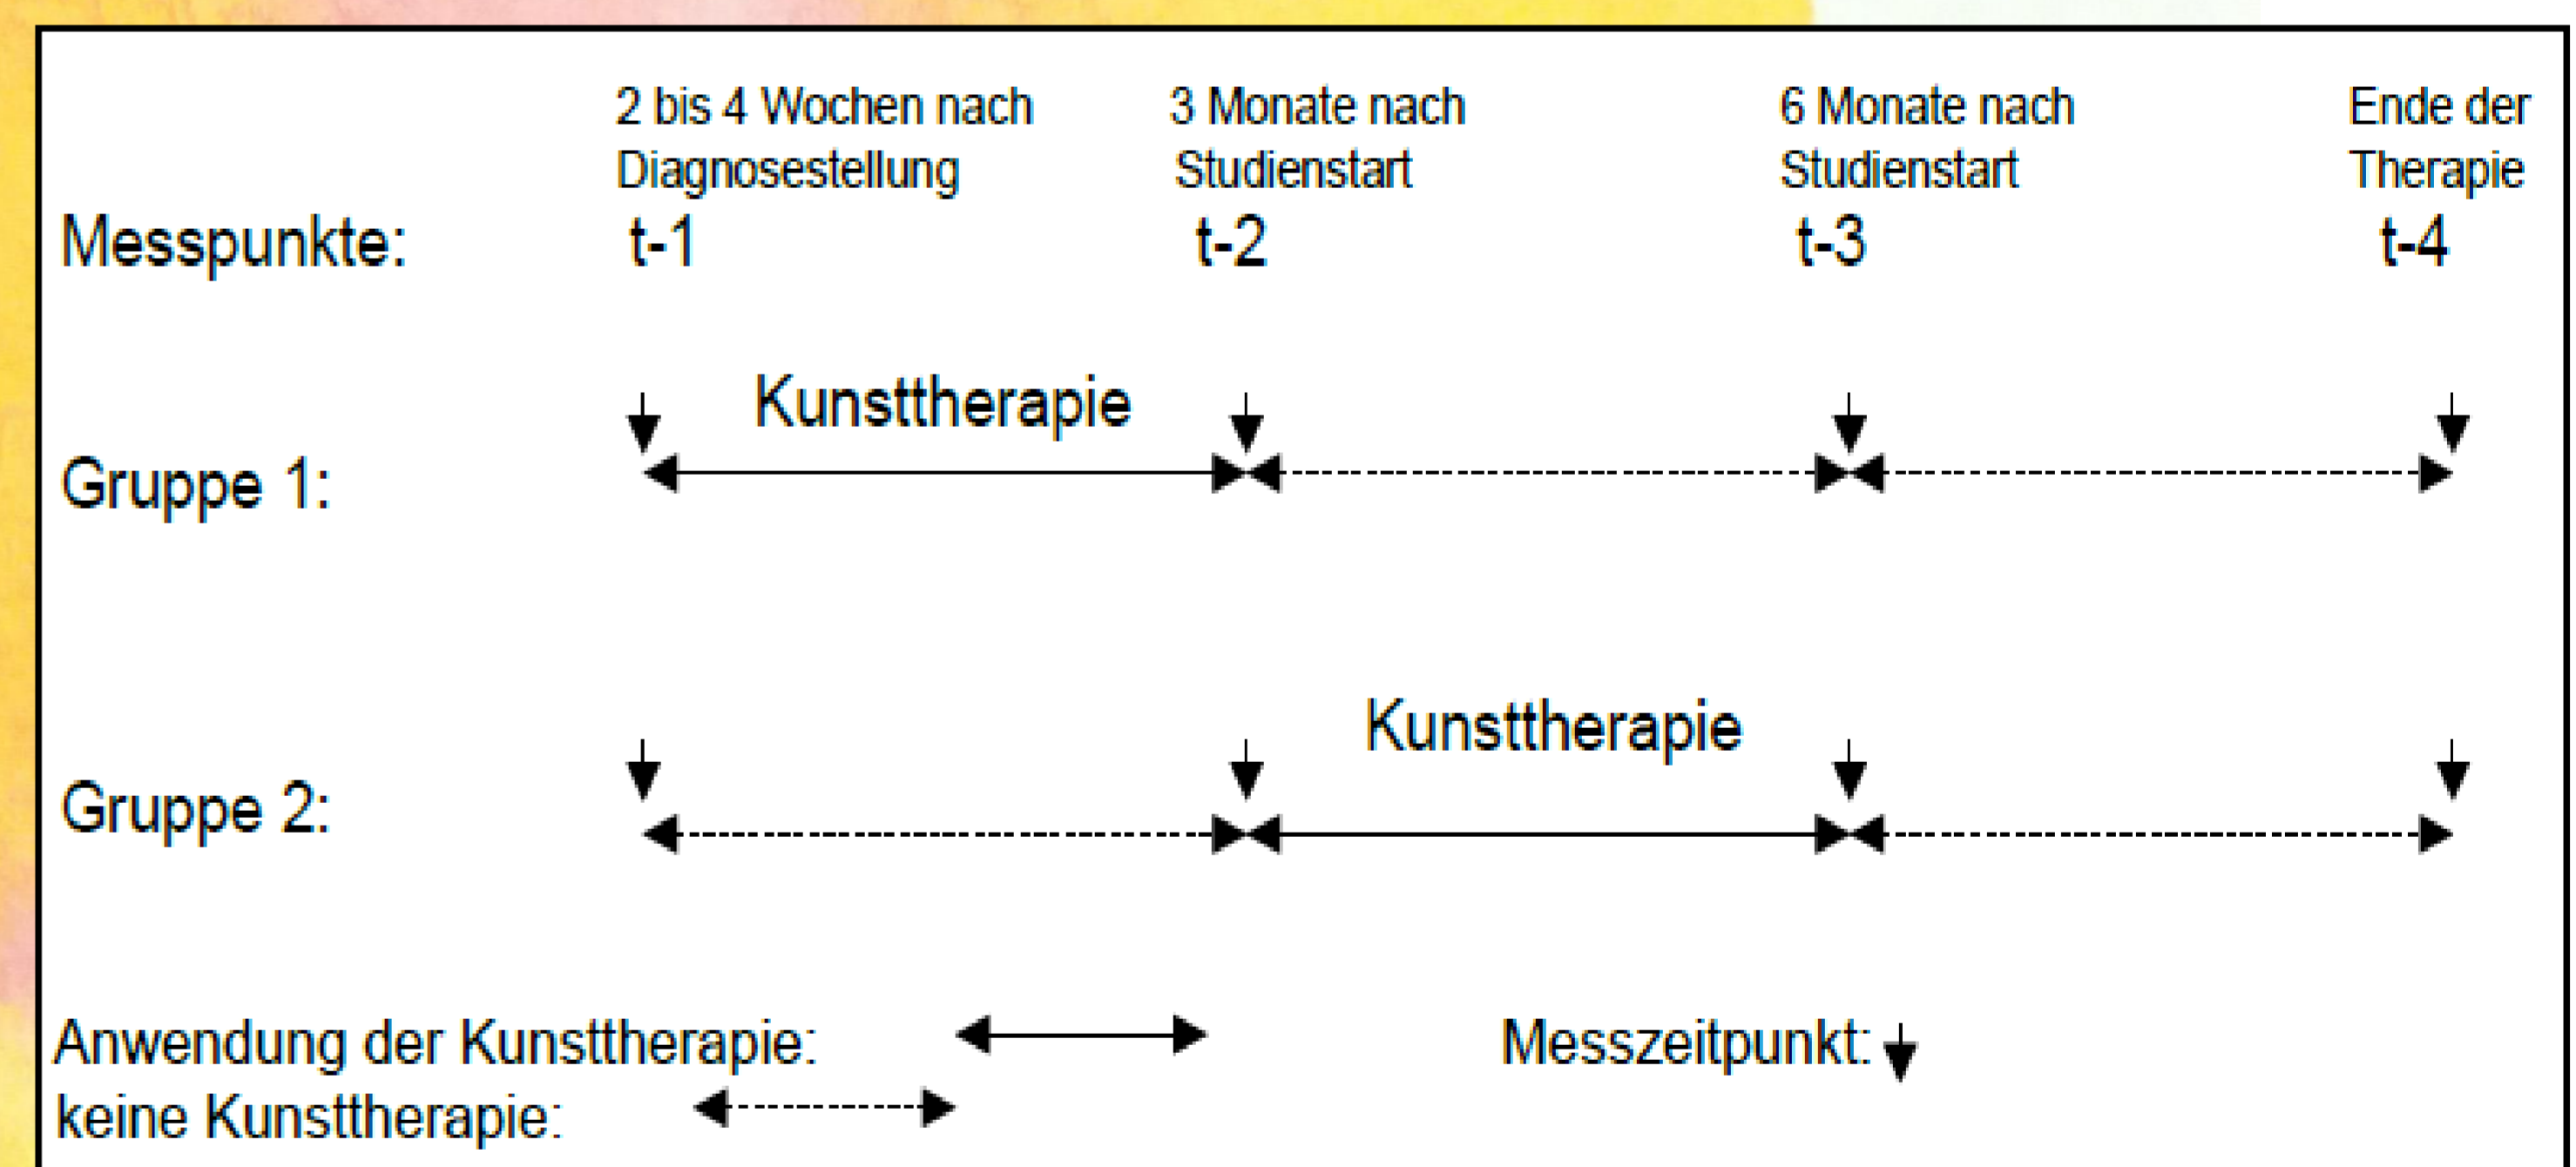 2 bis 4 Wochen nach
Diagnosestellung
3 Monate nach
Studienstart
6 Monate nach
Studienstart
Ende der
Therapie
Messpunkte: t-1 t-2 t-3 t-4
Kunsttherapie
Gruppe 1:
Kunsttherapie
Gruppe 2:
Anwendung der Kunsttherapie:
Messzeitpunkt:
keine Kunsttherapie: